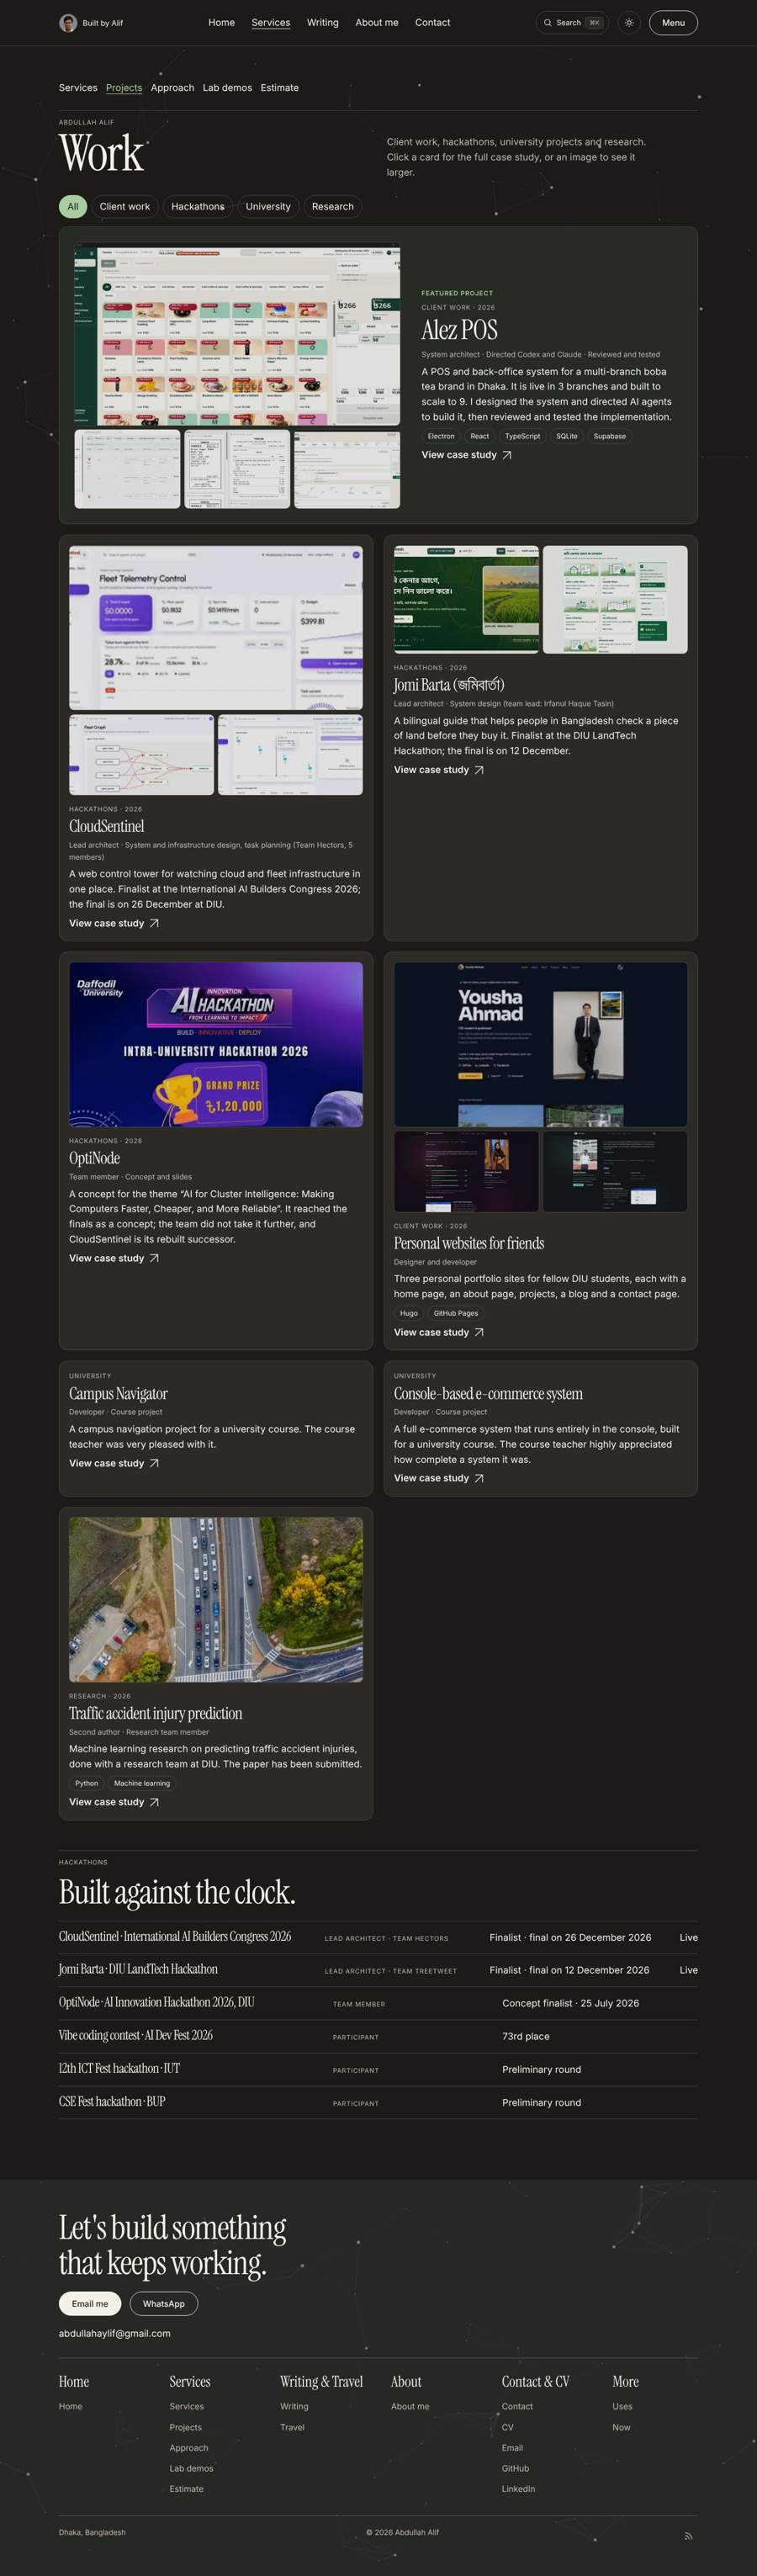 Built by Alif
Home
Services
Writing
About me
Contact
Search
⌘K
Menu
Services
Projects
Approach
Lab demos
Estimate
ABDULLAH ALIF
Work
Client work, hackathons, university projects and research.
Click a card for the full case study, or an image to see it
larger.
All
Client work
Hackathons
University
Research
FEATURED PROJECT
CLIENT WORK · 2026
Alez POS
System architect · Directed Codex and Claude · Reviewed and tested
A POS and back-office system for a multi-branch boba
tea brand in Dhaka. It is live in 3 branches and built to
scale to 9. I designed the system and directed AI agents
to build it, then reviewed and tested the implementation.
Electron
React
TypeScript
SQLite
Supabase
View case study
Fleet Telemetry Control
$0.0000
$0.1832
$0.1411/min
0
Budget
$399.81
28.7k
Fleet Graph
HACKATHONS · 2026
CloudSentinel
Lead architect · System and infrastructure design, task planning (Team Hectors, 5
members)
A web control tower for watching cloud and fleet infrastructure in
one place. Finalist at the International AI Builders Congress 2026;
the final is on 26 December at DIU.
View case study
HACKATHONS · 2026
Jomi Barta (জমিবার্তা)
Lead architect · System design (team lead: Irfanul Haque Tasin)
A bilingual guide that helps people in Bangladesh check a piece
of land before they buy it. Finalist at the DIU LandTech
Hackathon; the final is on 12 December.
View case study
Daffodil
University
INNOVATION
AI HACKATHON
FROM LEARNING TO IMPACT
BUILD · INNOVATIVE · DEPLOY
INTRA-UNIVERSITY HACKATHON 2026
GRAND PRIZE
৳1,20,000
HACKATHONS · 2026
OptiNode
Team member · Concept and slides
A concept for the theme “AI for Cluster Intelligence: Making
Computers Faster, Cheaper, and More Reliable”. It reached the
finals as a concept; the team did not take it further, and
CloudSentinel is its rebuilt successor.
View case study
Yousha
Ahmad
CLIENT WORK · 2026
Personal websites for friends
Designer and developer
Three personal portfolio sites for fellow DIU students, each with a
home page, an about page, projects, a blog and a contact page.
Hugo
GitHub Pages
View case study
UNIVERSITY
Campus Navigator
Developer · Course project
A campus navigation project for a university course. The course
teacher was very pleased with it.
View case study
UNIVERSITY
Console-based e-commerce system
Developer · Course project
A full e-commerce system that runs entirely in the console, built
for a university course. The course teacher highly appreciated
how complete a system it was.
View case study
RESEARCH · 2026
Traffic accident injury prediction
Second author · Research team member
Machine learning research on predicting traffic accident injuries,
done with a research team at DIU. The paper has been submitted.
Python
Machine learning
View case study
HACKATHONS
Built against the clock.
CloudSentinel · International AI Builders Congress 2026
LEAD ARCHITECT · TEAM HECTORS
Finalist · final on 26 December 2026
Live
Jomi Barta · DIU LandTech Hackathon
LEAD ARCHITECT · TEAM TREETWEET
Finalist · final on 12 December 2026
Live
OptiNode · AI Innovation Hackathon 2026, DIU
TEAM MEMBER
Concept finalist · 25 July 2026
Vibe coding contest · AI Dev Fest 2026
PARTICIPANT
73rd place
12th ICT Fest hackathon · IUT
PARTICIPANT
Preliminary round
CSE Fest hackathon · BUP
PARTICIPANT
Preliminary round
Let's build something
that keeps working.
Email me
WhatsApp
abdullahaylif@gmail.com
Home
Home
Services
Services
Projects
Approach
Lab demos
Estimate
Writing & Travel
Writing
Travel
About
About me
Contact & CV
Contact
CV
Email
GitHub
LinkedIn
More
Uses
Now
Dhaka, Bangladesh
© 2026 Abdullah Alif